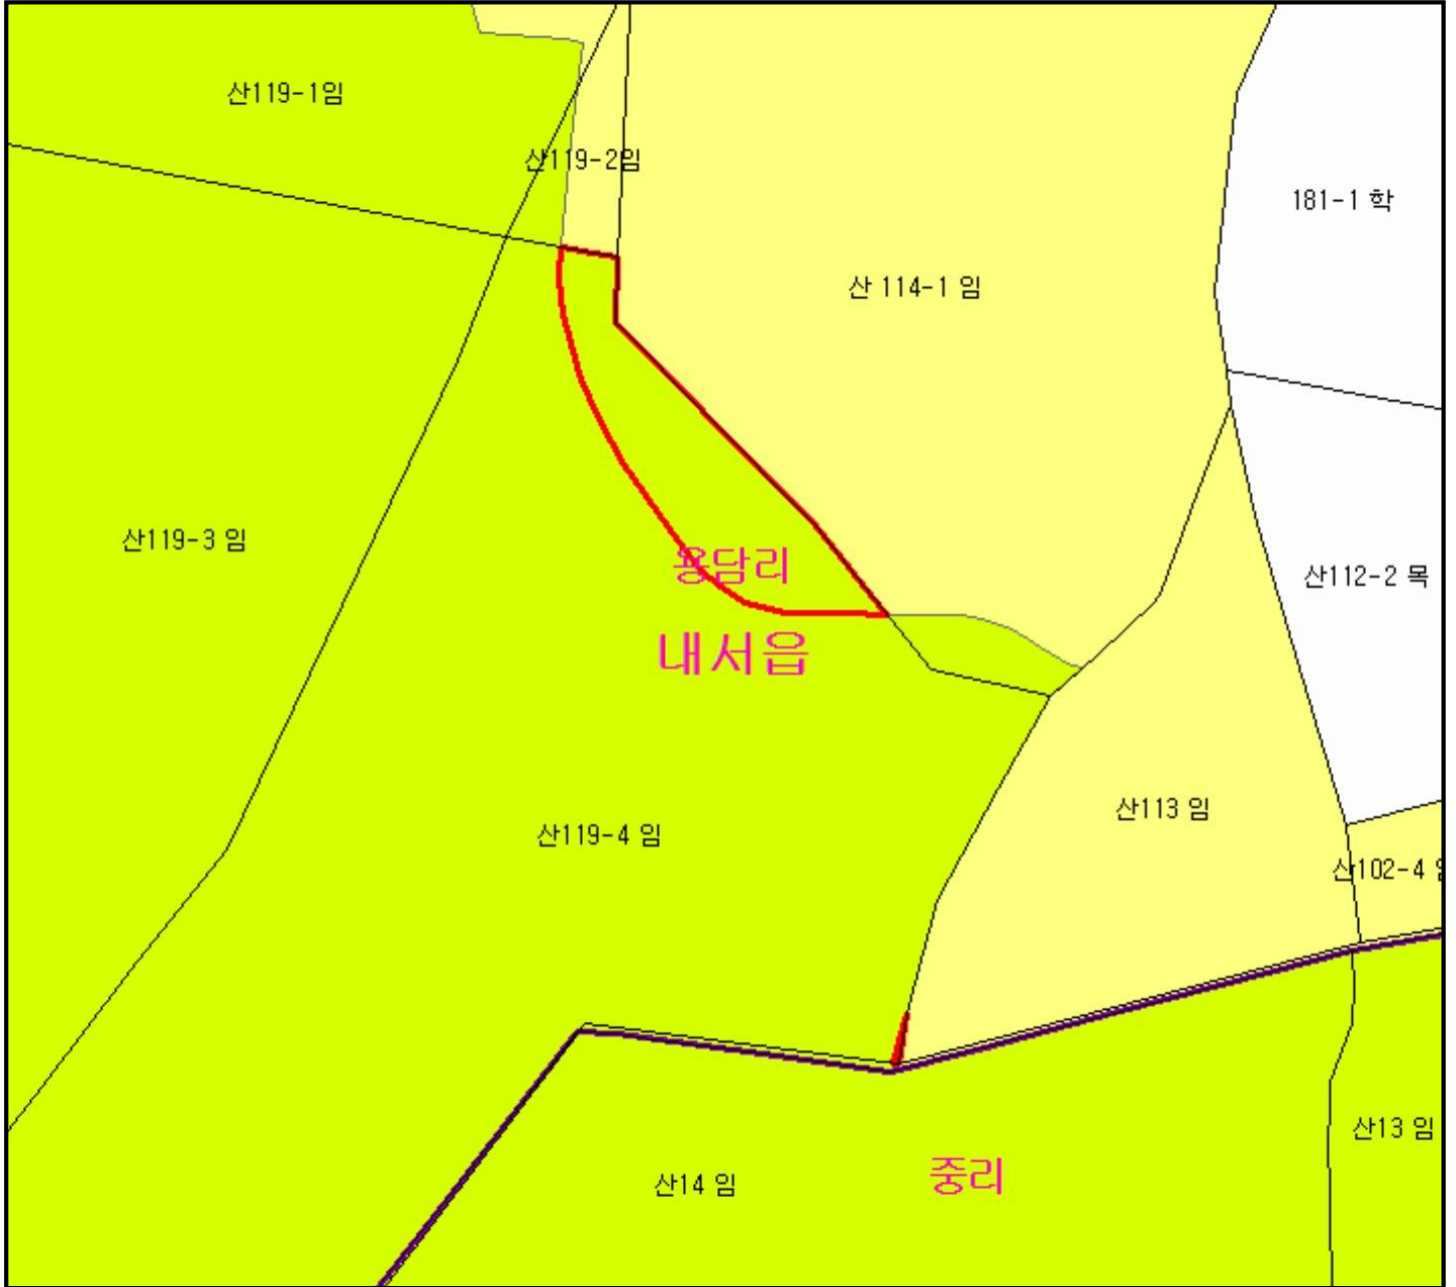 산119-1임
산119-2임
181-1 학
산 114-1 임
산119-3 임
용담리
산112-2 목
내서읍
산113 임
산119-4 임
산102-4
산13 임
중리
산14 임